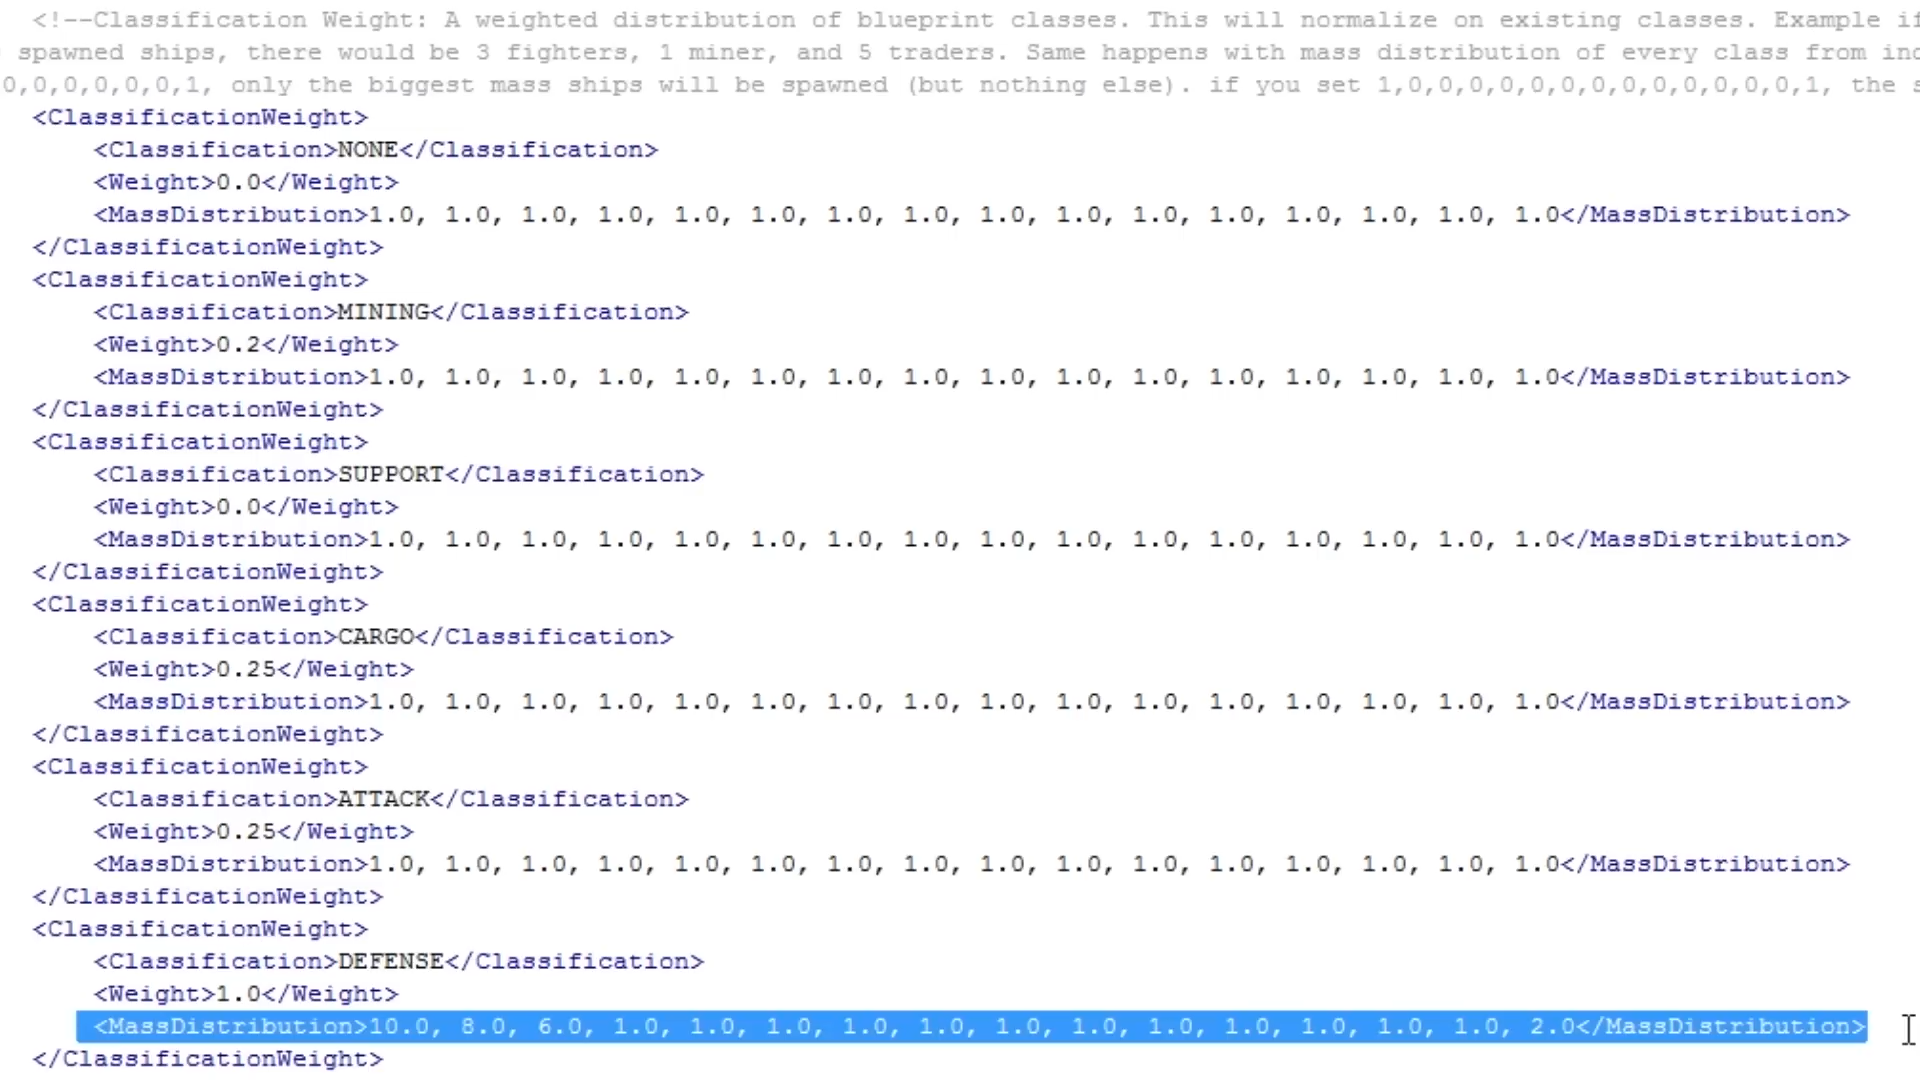 <!--Classification Weight: A weighted distribution of blueprint classes. This will normalize on existing classes. Example if
spawned ships, there would be 3 fighters, 1 miner, and 5 traders. Same happens with mass distribution of every class from
0,0,0,0,0,0,1, only the biggest mass ships will be spawned (but nothing else). if you set 1,0,0,0,0,0,0,0,0,0,0,0,0,0,1, the
<ClassificationWeight>
<Classification>NONE</Classification>
<Weight>0.0</Weight>
<MassDistribution>1.0, 1.0, 1.0, 1.0, 1.0, 1.0, 1.0, 1.0, 1.0, 1.0, 1.0, 1.0, 1.0, 1.0, 1.0, 1.0</MassDistribution>
</ClassificationWeight>
<ClassificationWeight>
<Classification>MINING</Classification>
<Weight>0.2</Weight>
<MassDistribution>1.0, 1.0, 1.0, 1.0, 1.0, 1.0, 1.0, 1.0, 1.0, 1.0, 1.0, 1.0, 1.0, 1.0, 1.0, 1.0</MassDistribution>
</ClassificationWeight>
<ClassificationWeight>
<Classification>SUPPORT</Classification>
<Weight>0.0</Weight>
<MassDistribution>1.0, 1.0, 1.0, 1.0, 1.0, 1.0, 1.0, 1.0, 1.0, 1.0, 1.0, 1.0, 1.0, 1.0, 1.0, 1.0</MassDistribution>
</ClassificationWeight>
<ClassificationWeight>
<Classification>CARGO</Classification>
<Weight>0.25</Weight>
<MassDistribution>1.0, 1.0, 1.0, 1.0, 1.0, 1.0, 1.0, 1.0, 1.0, 1.0, 1.0, 1.0, 1.0, 1.0, 1.0, 1.0</MassDistribution>
</ClassificationWeight>
<ClassificationWeight>
<Classification>ATTACK</Classification>
<Weight>0.25</Weight>
<MassDistribution>1.0, 1.0, 1.0, 1.0, 1.0, 1.0, 1.0, 1.0, 1.0, 1.0, 1.0, 1.0, 1.0, 1.0, 1.0, 1.0</MassDistribution>
</ClassificationWeight>
<ClassificationWeight>
<Classification>DEFENSE</Classification>
<Weight>1.0</Weight>
<MassDistribution>10.0, 8.0, 6.0, 1.0, 1.0, 1.0, 1.0, 1.0, 1.0, 1.0, 1.0, 1.0, 1.0, 1.0, 1.0, 2.0</MassDistribution>
</ClassificationWeight>